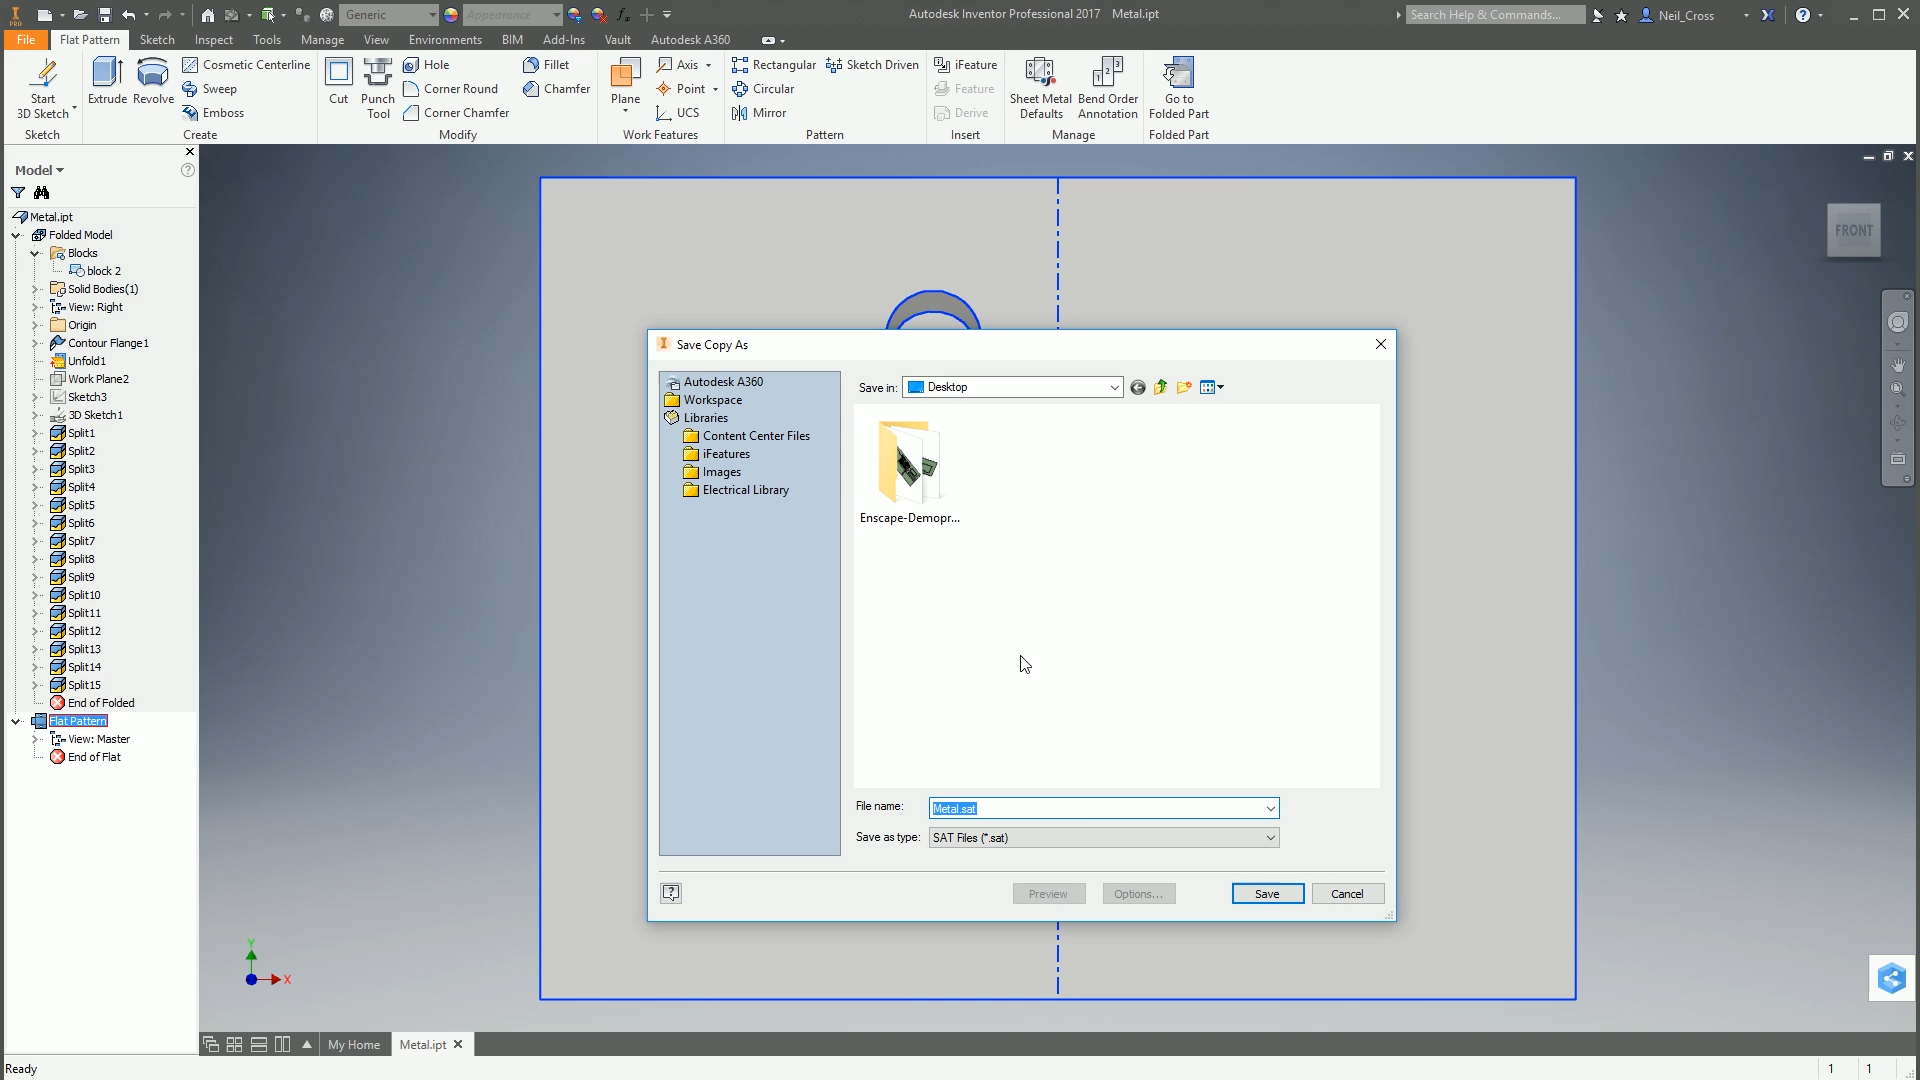 Generic
Appearance
Autodesk Inventor Professional 2017 Metal.ipt
Search Help & Commands...
Neil_Cross
File
Flat Pattern
Sketch
Inspect
Tools
Manage
View
Environments
BIM
Add-Ins
Vault
Autodesk A360
Start
3D Sketch
Sketch
Extrude
Revolve
Cosmetic Centerline
Sweep
Emboss
Create
Cut
Punch
Tool
Hole
Corner Round
Corner Chamfer
Fillet
Chamfer
Modify
Plane
Axis
Point
UCS
Work Features
Rectangular
Sketch Driven
Circular
Mirror
Pattern
iFeature
Feature
Derive
Insert
Sheet Metal
Defaults
Bend Order
Annotation
Manage
Go to
Folded Part
Folded Part
Model
Metal.ipt
Folded Model
Blocks
block 2
Solid Bodies(1)
View: Right
Origin
Contour Flange1
Unfold1
Work Plane2
Sketch3
3D Sketch1
Split1
Split2
Split3
Split4
Split5
Split6
Split7
Split8
Split9
Split10
Split11
Split12
Split13
Split14
Split15
End of Folded
Flat Pattern
View: Master
End of Flat
FRONT
Save Copy As
Autodesk A360
Workspace
Libraries
Content Center Files
iFeatures
Images
Electrical Library
Save in:
Desktop
Enscape-Demopr...
File name:
Metal.sat
Save as type:
SAT Files (*.sat)
Preview
Options...
Save
Cancel
Y
X
My Home
Metal.ipt
Ready
1
1